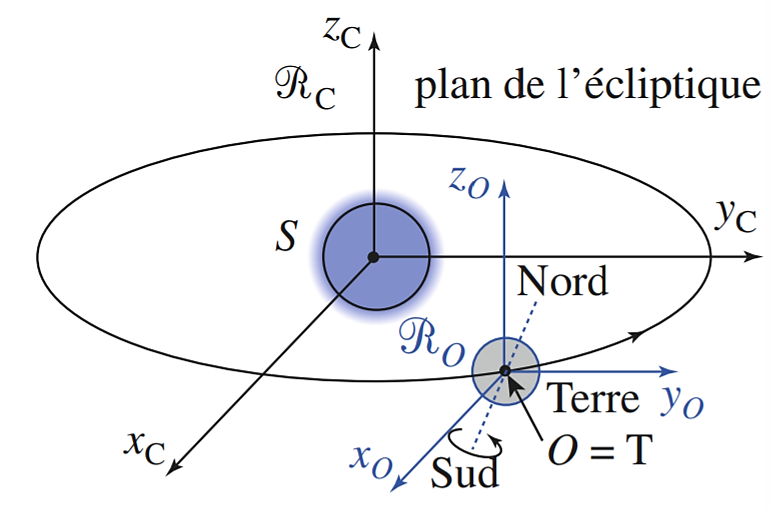 z_C
ℛ_C
plan de l'écliptique
z_O
y_C
S
Nord
ℛ_O
Terre
y_O
x_C
x_O
Sud
O = T